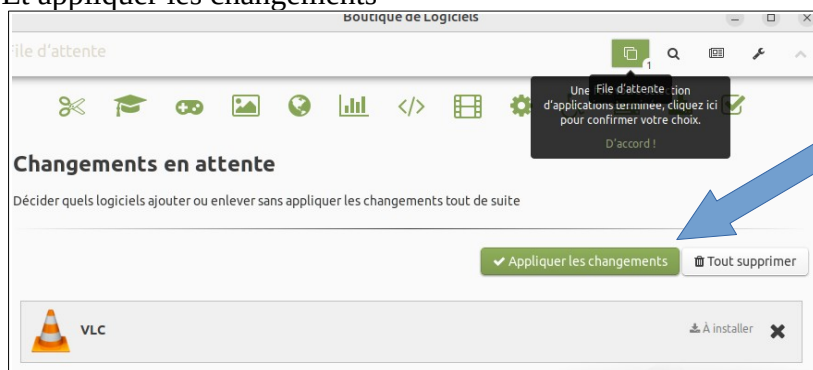 Et appliquer les changements
Boutique de Logiciels
File d'attente
1
Une
File d'attente
d'applications terminée, cliquez ici
pour confirmer votre choix.
D'accord !
</>
Changements en attente
Décider quels logiciels ajouter ou enlever sans appliquer les changements tout de suite
Appliquer les changements
Tout supprimer
VLC
À installer